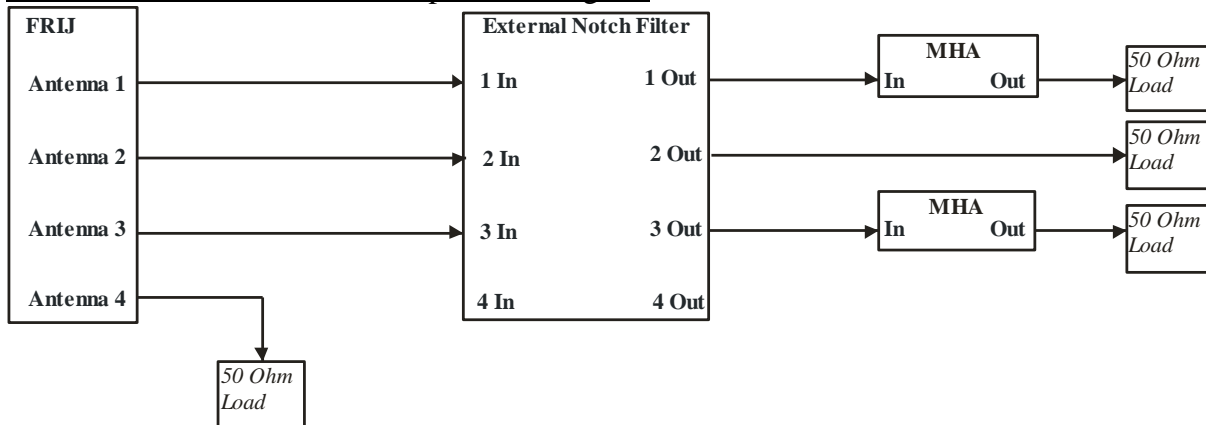 FRIJ
Antenna 1
Antenna 2
Antenna 3
Antenna 4
50 Ohm
Load
External Notch Filter
1 In
1 Out
2 In
2 Out
3 In
3 Out
4 In
4 Out
MHA
In Out
50 Ohm
Load
50 Ohm
Load
MHA
In Out
50 Ohm
Load